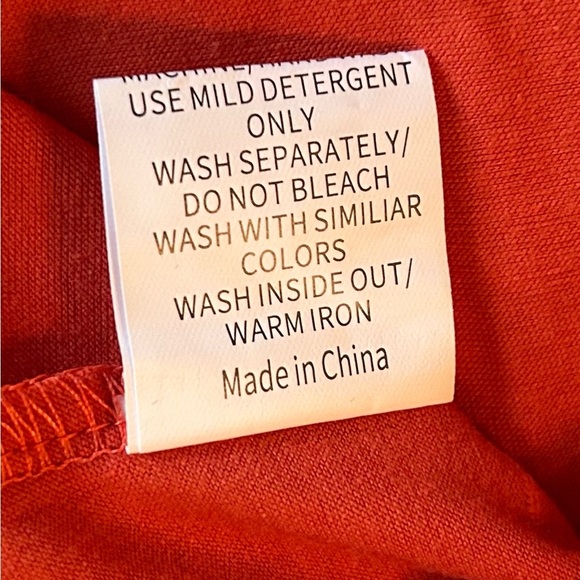 USE MILD DETERGENT
ONLY
WASH SEPARATELY/
DO NOT BLEACH
WASH WITH SIMILIAR
COLORS
WASH INSIDE OUT/
WARM IRON
Made in China